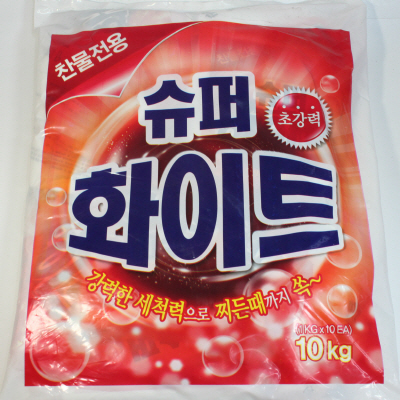 찬물전용
슈퍼
초강력
화이트
강력한 세척력으로 찌든때까지 쏙~
(1KG x 10 EA)
10kg